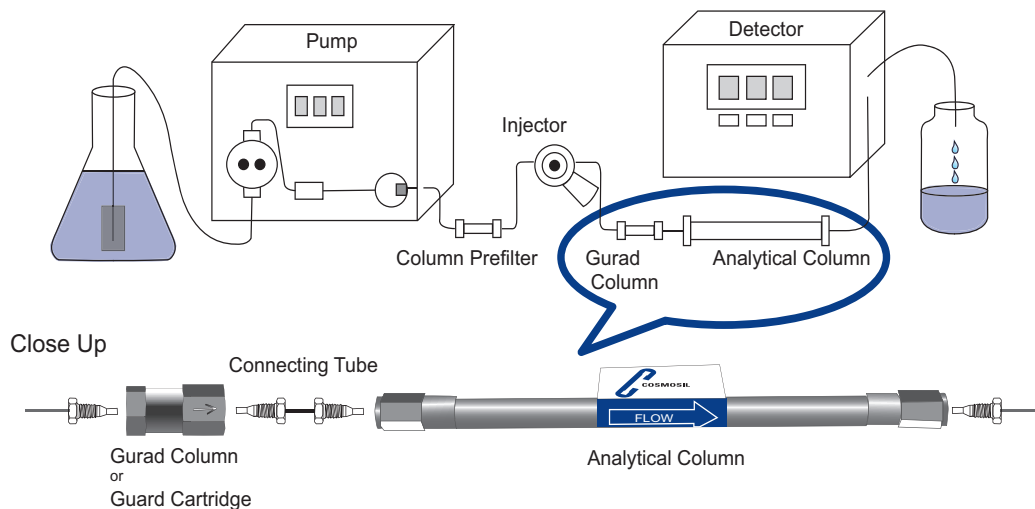 Pump
Detector
Injector
Column Prefilter
Gurad
Column
Analytical Column
Close Up
Connecting Tube
COSMOSIL
FLOW
Gurad Column
or
Guard Cartridge
Analytical Column